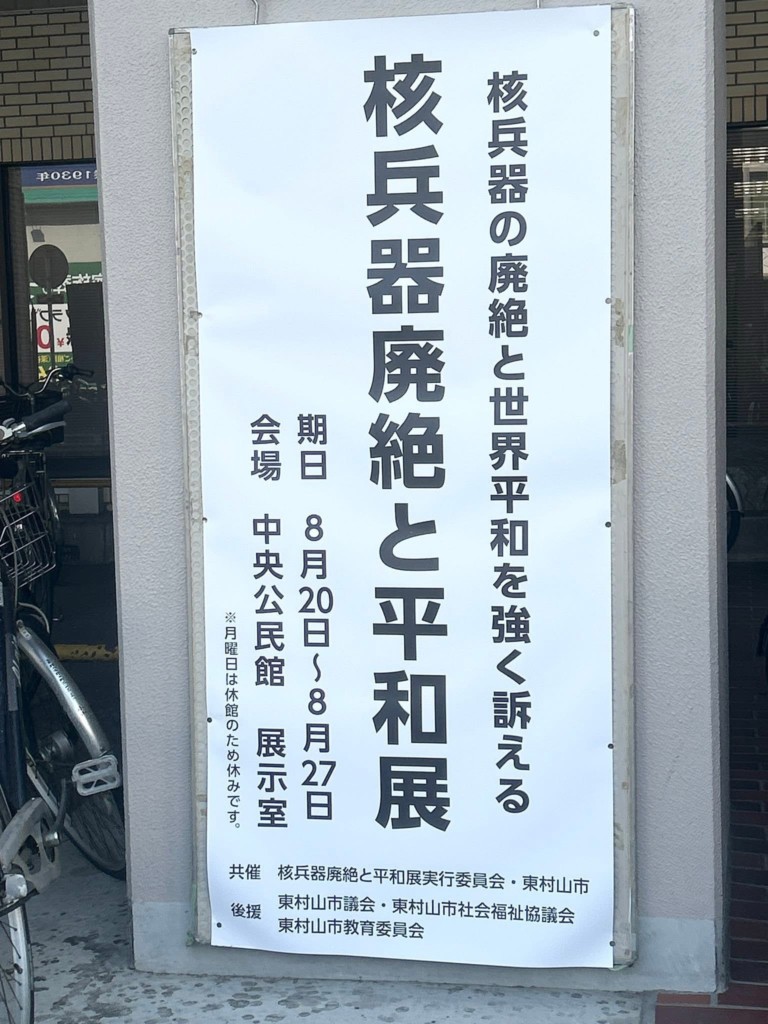 核兵器の廃絶と世界平和を強く訴える
核兵器廃絶と平和展
期日 8月20日～8月27日
会場 中央公民館 展示室
※月曜日は休館のため休みです。
共催 核兵器廃絶と平和展実行委員会・東村山市
後援 東村山市議会・東村山市社会福祉協議会
東村山市教育委員会
1930年